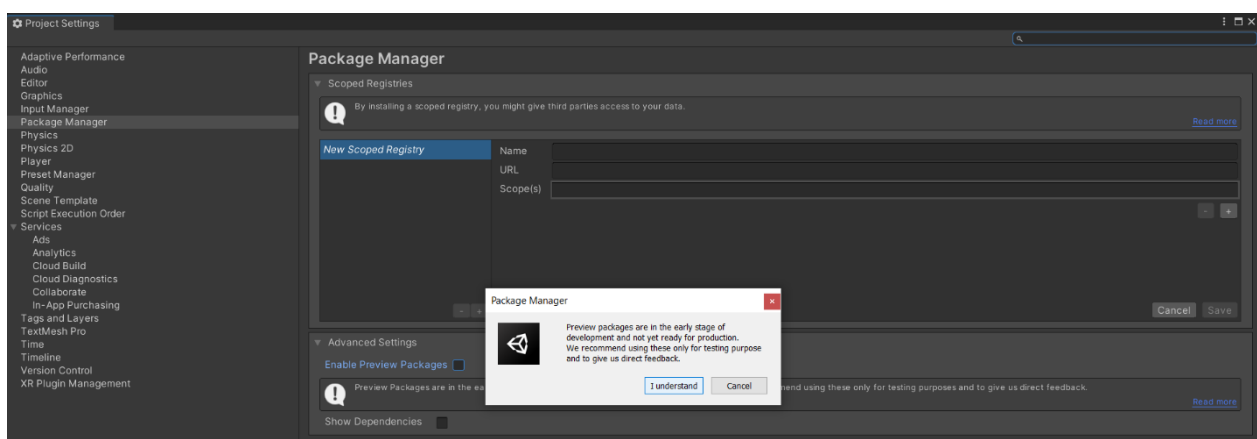 Project Settings
Adaptive Performance
Audio
Editor
Graphics
Input Manager
Package Manager
Physics
Physics 2D
Player
Preset Manager
Quality
Scene Template
Script Execution Order
Services
Ads
Analytics
Cloud Build
Cloud Diagnostics
Collaborate
In-App Purchasing
Tags and Layers
TextMesh Pro
Time
Timeline
Version Control
XR Plugin Management
Package Manager
Scoped Registries
By installing a scoped registry, you might give third parties access to your data.
Read more
New Scoped Registry
Name
URL
Scope(s)
Cancel Save
Advanced Settings
Enable Preview Packages
Preview Packages are in the ea
mend using these only for testing purposes and to give us direct feedback.
Read more
Show Dependencies
Package Manager
Preview packages are in the early stage of
development and not yet ready for production.
We recommend using these only for testing purpose
and to give us direct feedback.
I understand Cancel